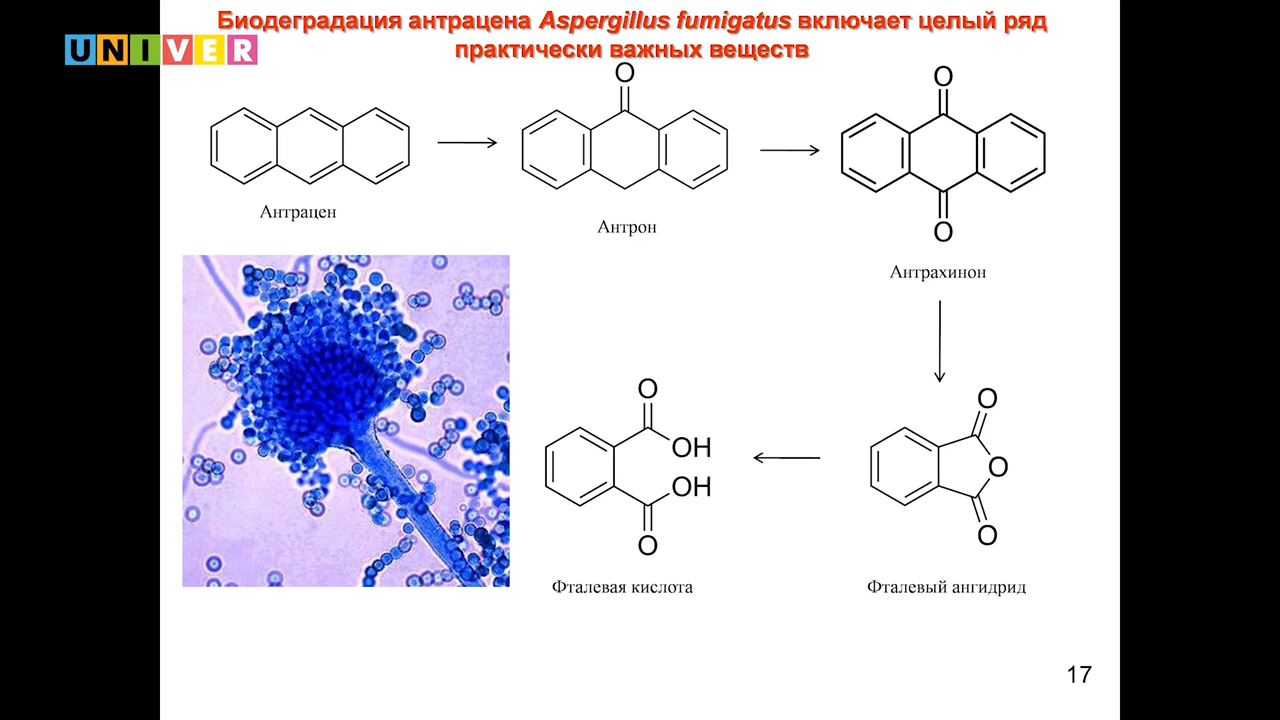 Биодеградация антрацена Aspergillus fumigatus включает целый ряд
практически важных веществ
UNIVER
O
O
Антрацен
Антрон
O
Антрахинон
O
O
OH
O
OH
O
O
Фталевая кислота
Фталевый ангидрид
17